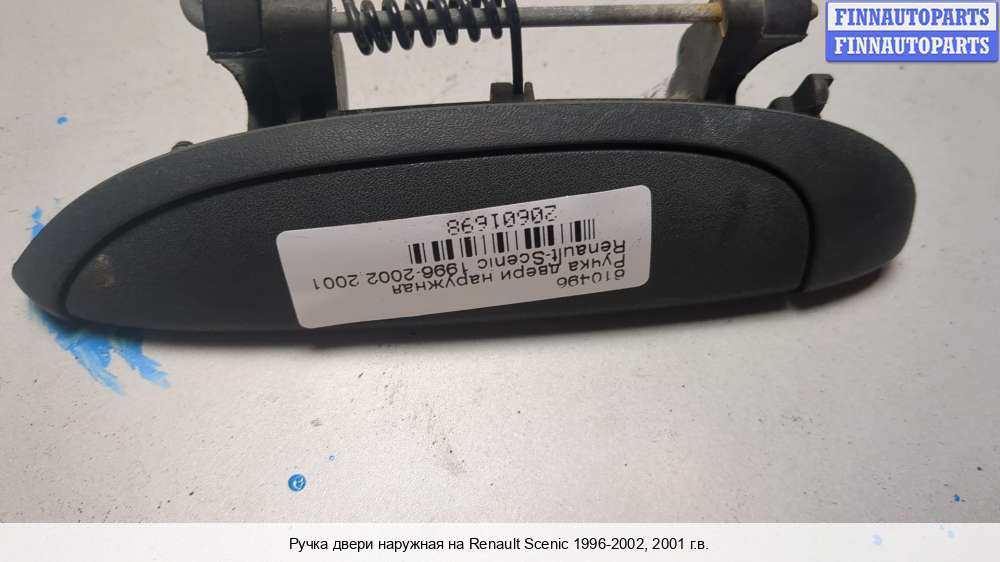 FINNAUTOPARTS
FINNAUTOPARTS
610496
Ручка двери наружная
Renault-Scenic 1996-2002 2001
20601698
Ручка двери наружная на Renault Scenic 1996-2002, 2001 г.в.